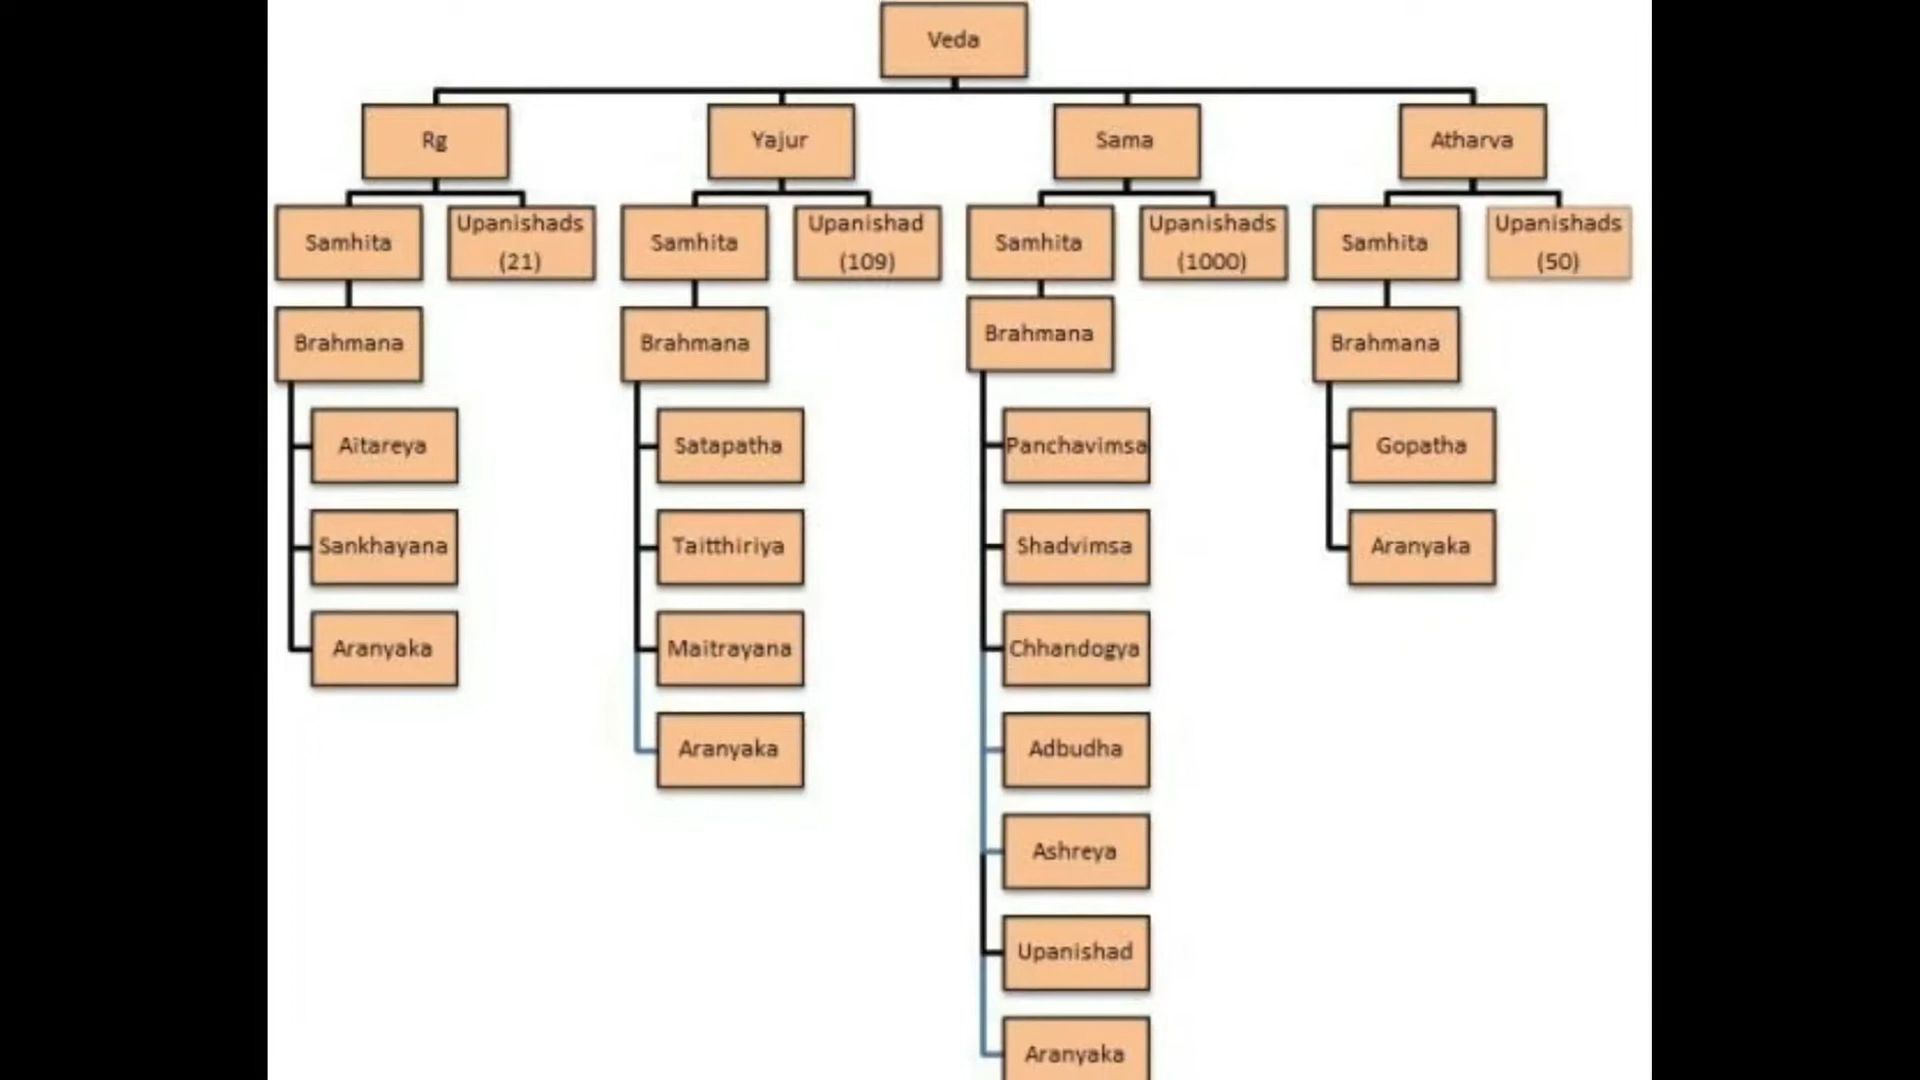 Veda
Rg
Yajur
Sama
Atharva
Samhita
Upanishads
(21)
Samhita
Upanishad
(109)
Samhita
Upanishads
(1000)
Samhita
Upanishads
(50)
Brahmana
Brahmana
Brahmana
Brahmana
Aitareya
Satapatha
Panchavimsa
Gopatha
Sankhayana
Taitthiriya
Shadvimsa
Aranyaka
Aranyaka
Maitrayana
Chhandogya
Aranyaka
Adbudha
Ashreya
Upanishad
Aranyaka